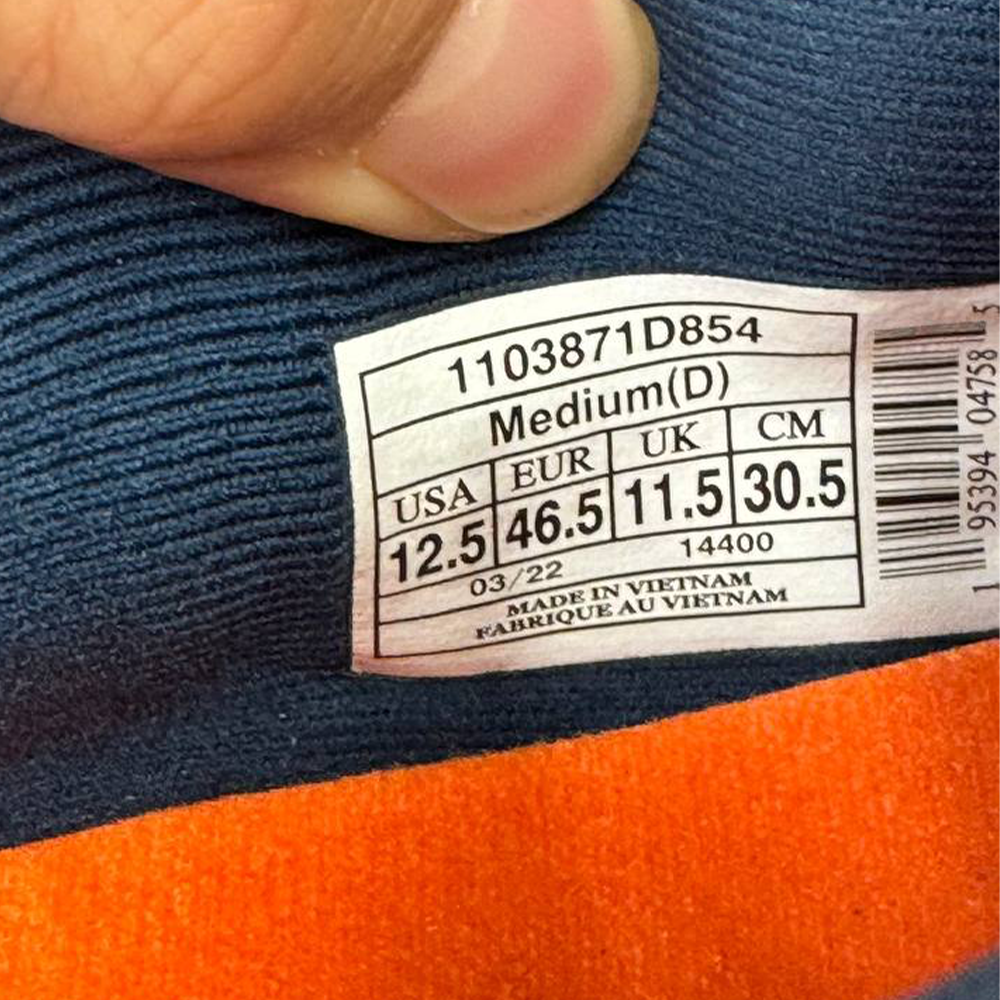 1103871D854
Medium(D)
USA EUR UK CM
12.5 46.5 11.5 30.5
03/22 14400
MADE IN VIETNAM
FABRIQUE AU VIETNAM
1 95394 04758 5